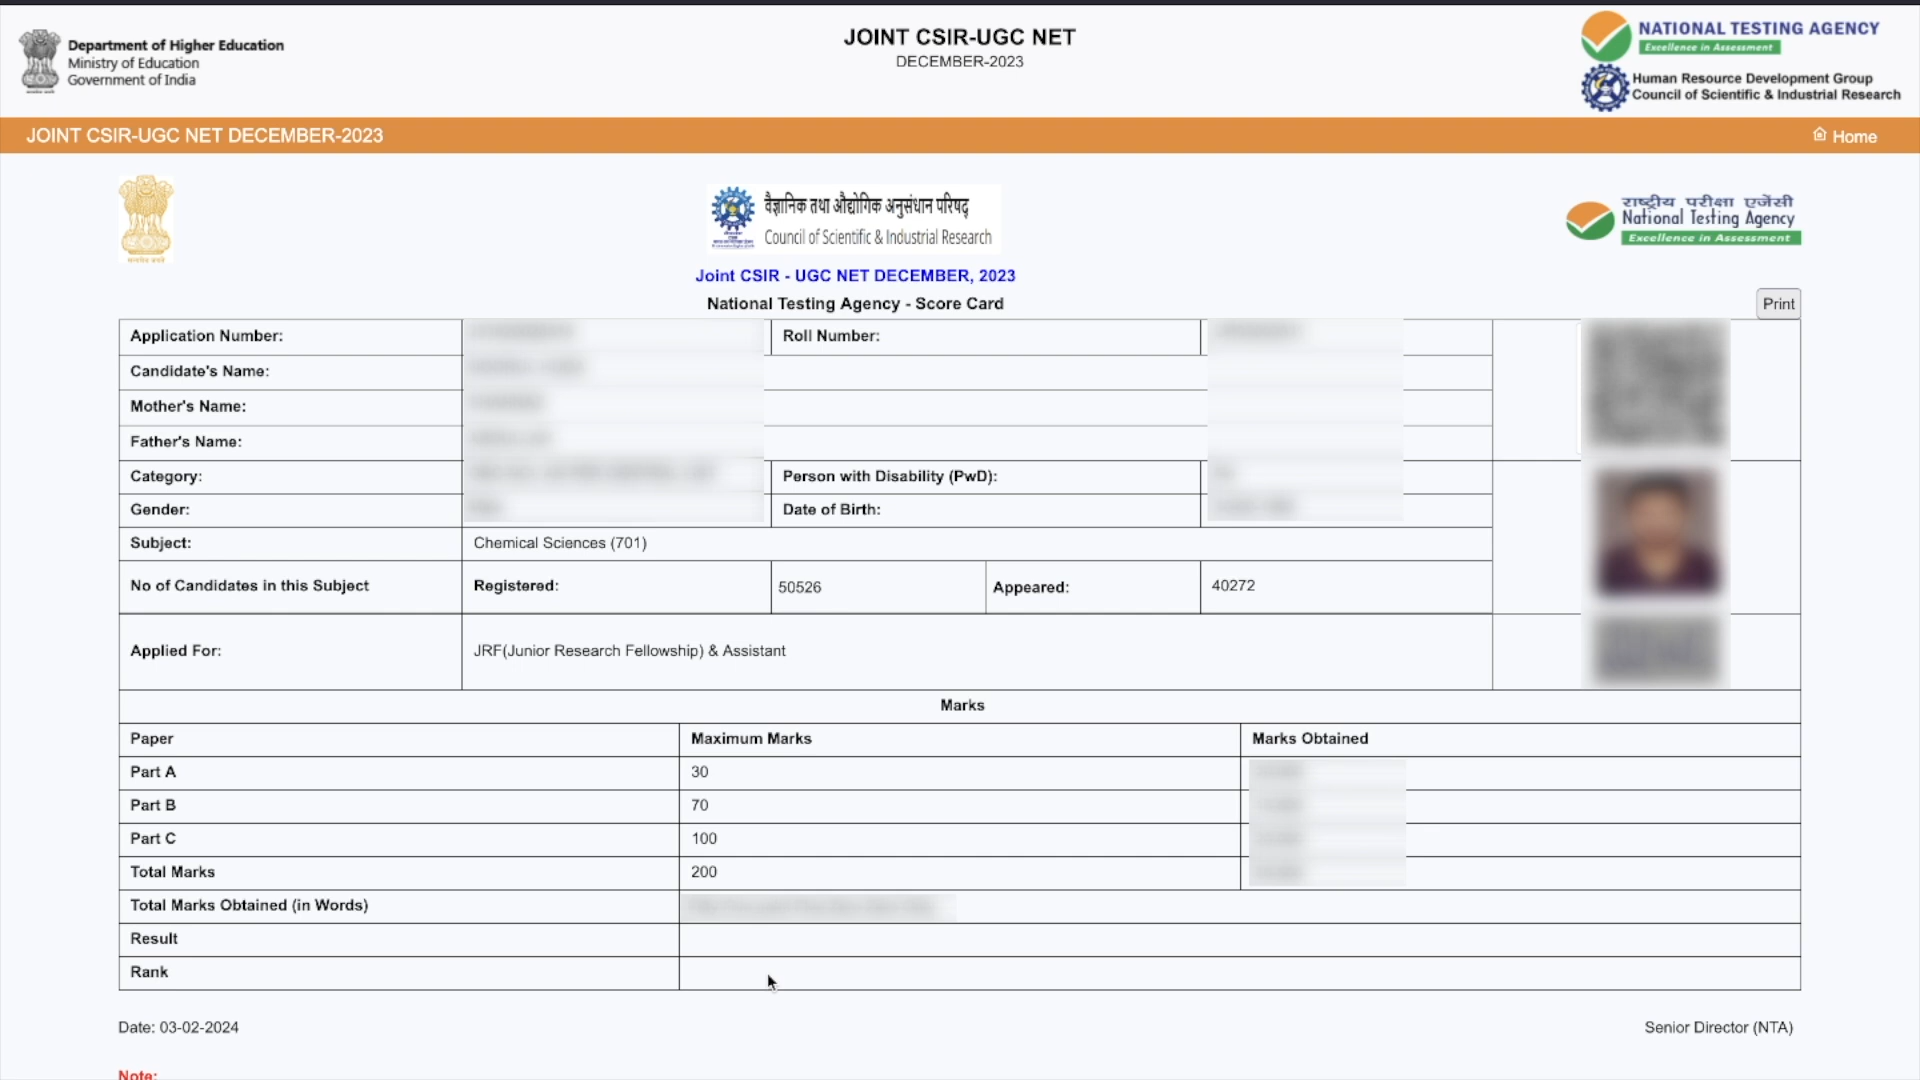 Department of Higher Education
Ministry of Education
Government of India
JOINT CSIR-UGC NET
DECEMBER-2023
NATIONAL TESTING AGENCY
Excellence in Assessment
Human Resource Development Group
Council of Scientific & Industrial Research
JOINT CSIR-UGC NET DECEMBER-2023
Home
वैज्ञानिक तथा औद्योगिक अनुसंधान परिषद्
Council of Scientific & Industrial Research
राष्ट्रीय परीक्षा एजेंसी
National Testing Agency
Excellence in Assessment
Joint CSIR - UGC NET DECEMBER, 2023
National Testing Agency - Score Card
Print
Application Number: Roll Number:
Candidate's Name:
Mother's Name:
Father's Name:
Category: Person with Disability (PwD):
Gender: Date of Birth:
Subject: Chemical Sciences (701)
No of Candidates in this Subject Registered: 50526 Appeared: 40272
Applied For: JRF(Junior Research Fellowship) & Assistant
Marks
Paper Maximum Marks Marks Obtained
Part A 30
Part B 70
Part C 100
Total Marks 200
Total Marks Obtained (in Words)
Result
Rank
Date: 03-02-2024 Senior Director (NTA)
Note: